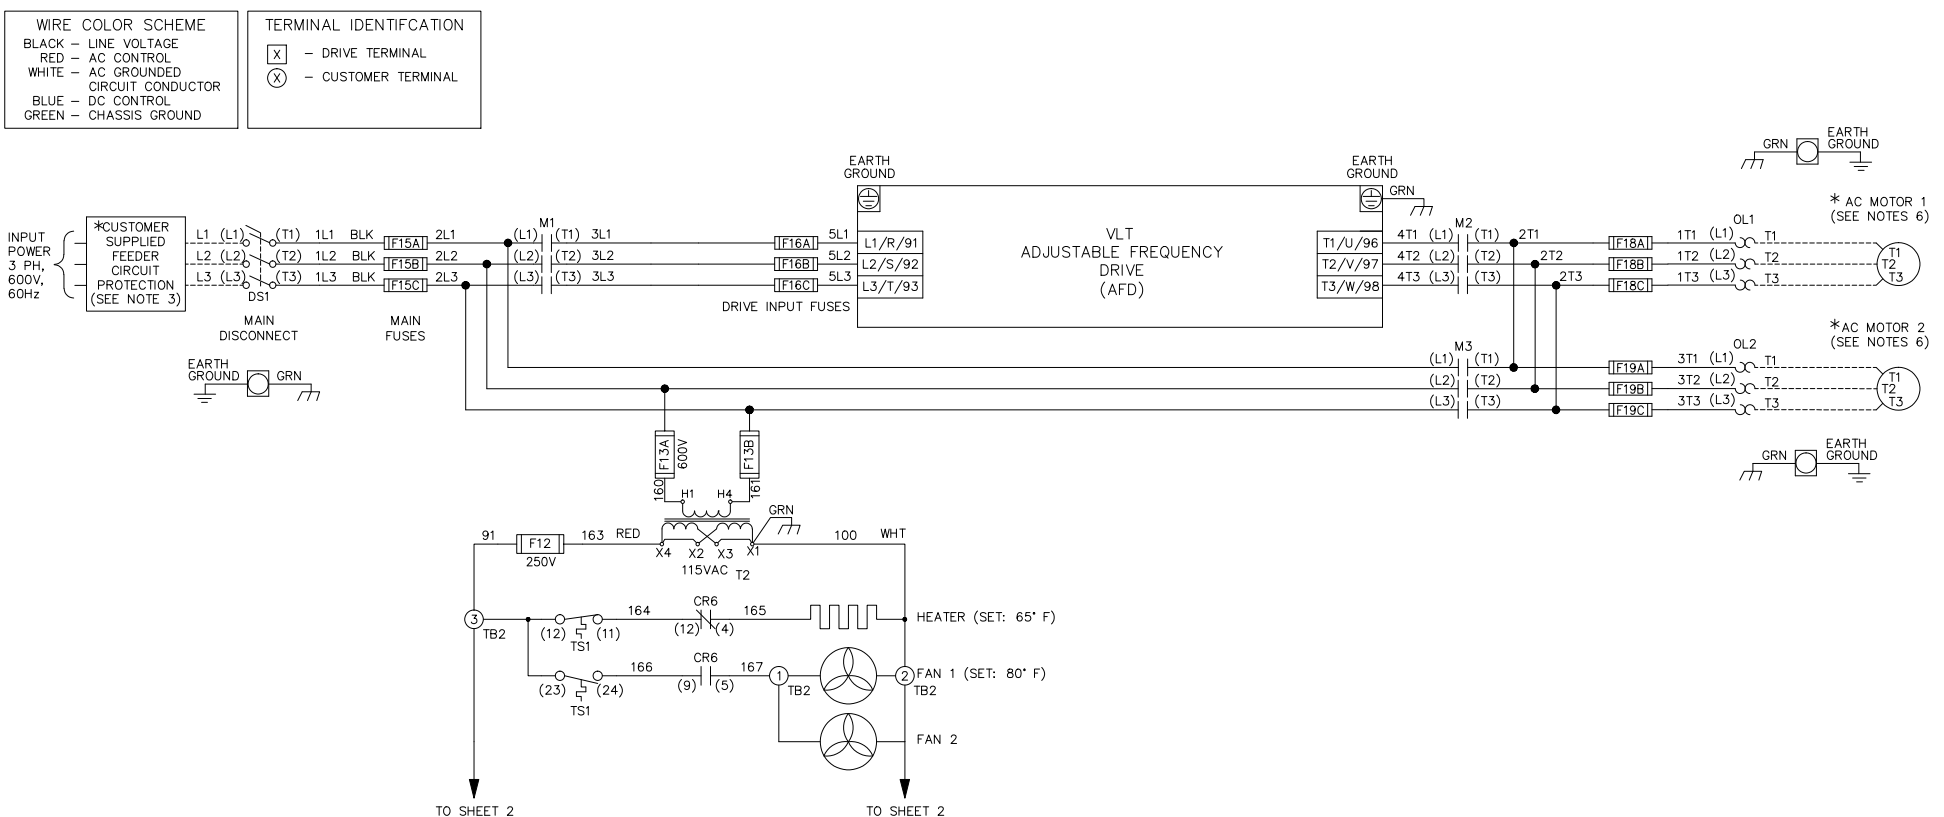 WIRE COLOR SCHEME
BLACK – LINE VOLTAGE
RED – AC CONTROL
WHITE – AC GROUNDED
CIRCUIT CONDUCTOR
BLUE – DC CONTROL
GREEN – CHASSIS GROUND
TERMINAL IDENTIFCATION
X – DRIVE TERMINAL
X – CUSTOMER TERMINAL
INPUT
POWER
3 PH,
600V,
60Hz
*CUSTOMER
SUPPLIED
FEEDER
CIRCUIT
PROTECTION
(SEE NOTE 3)
L1 (L1) (T1) 1L1 BLK F15A 2L1
L2 (L2) (T2) 1L2 BLK F15B 2L2
L3 (L3) (T3) 1L3 BLK F15C 2L3
DS1
MAIN
DISCONNECT
MAIN
FUSES
EARTH
GROUND
GRN
M1
(L1) (T1) 3L1 F16A 5L1
(L2) (T2) 3L2 F16B 5L2
(L3) (T3) 3L3 F16C 5L3
DRIVE INPUT FUSES
EARTH
GROUND
L1/R/91
L2/S/92
L3/T/93
VLT
ADJUSTABLE FREQUENCY
DRIVE
(AFD)
EARTH
GROUND
GRN
T1/U/96
T2/V/97
T3/W/98
M2
4T1 (L1) (T1) 2T1 F18A 1T1 (L1) T1
4T2 (L2) (T2) 2T2 F18B 1T2 (L2) T2
4T3 (L3) (T3) 2T3 F18C 1T3 (L3) T3
OL1
GRN
EARTH
GROUND
* AC MOTOR 1
(SEE NOTES 6)
T1
T2
T3
M3
(L1) (T1) F19A 3T1 (L1) T1
(L2) (T2) F19B 3T2 (L2) T2
(L3) (T3) F19C 3T3 (L3) T3
OL2
*AC MOTOR 2
(SEE NOTES 6)
T1
T2
T3
GRN
EARTH
GROUND
F13A
600V
F13B
160
161
H1 H4
GRN
91 F12 163 RED
250V
X4 X2 X3 X1
100 WHT
115VAC T2
3
TB2
(12) (11)
TS1
164
CR6
(12) (4)
165
HEATER (SET: 65° F)
(23) (24)
TS1
166
CR6
(9) (5)
167
1
TB2
2
TB2
FAN 1 (SET: 80° F)
FAN 2
TO SHEET 2
TO SHEET 2